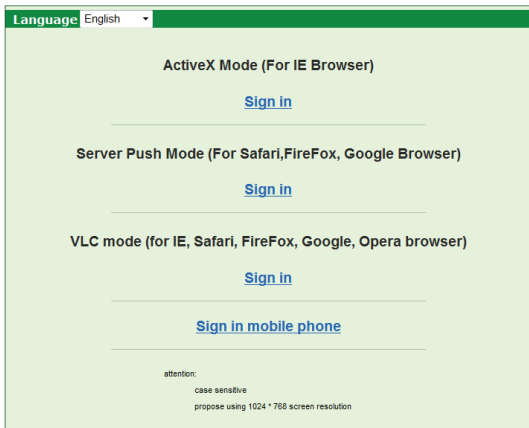 Language English
ActiveX Mode (For IE Browser)
Sign in
Server Push Mode (For Safari,FireFox, Google Browser)
Sign in
VLC mode (for IE, Safari, FireFox, Google, Opera browser)
Sign in
Sign in mobile phone
attention:
case sensitive
propose using 1024 * 768 screen resolution